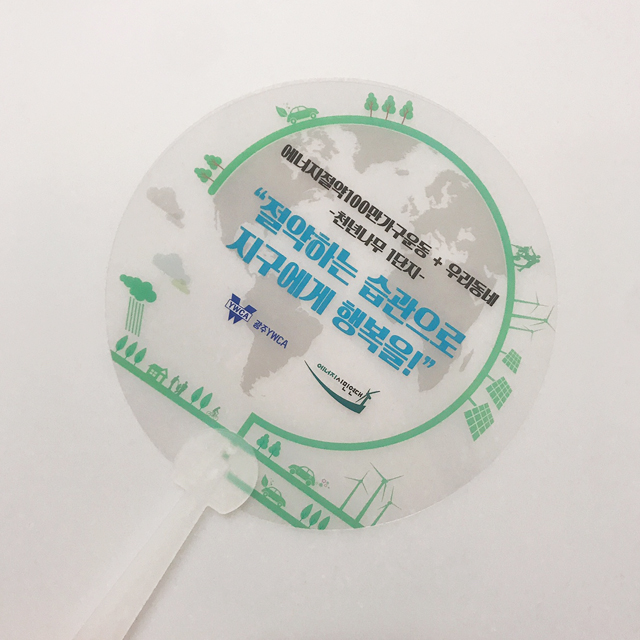 에너지절약100만가구운동 + 우리동네
-천년나무 1단지-
“절약하는 습관으로
지구에게 행복을!”
YWCA
광주YWCA
에너지시민연대